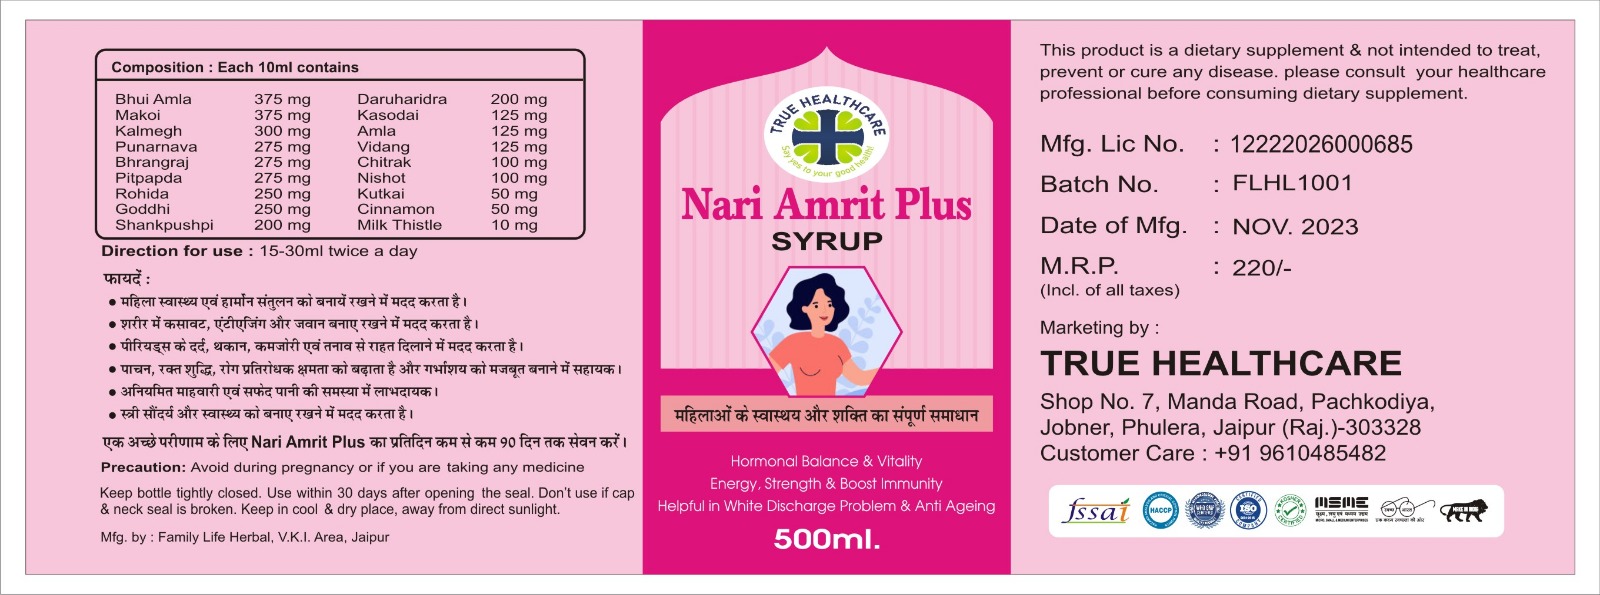 Composition : Each 10ml contains
Bhui Amla 375 mg Daruharidra 200 mg
Makoi 375 mg Kasodai 125 mg
Kalmegh 300 mg Amla 125 mg
Punarnava 275 mg Vidang 125 mg
Bhrangraj 275 mg Chitrak 100 mg
Pitpapda 275 mg Nishot 100 mg
Rohida 250 mg Kutkai 50 mg
Goddhi 250 mg Cinnamon 50 mg
Shankpushpi 200 mg Milk Thistle 10 mg
Direction for use : 15-30ml twice a day
फायदें :
• महिला स्वास्थ्य एवं हार्मोन संतुलन को बनायें रखने में मदद करता है।
• शरीर में कसावट, एंटीएजिंग और जवान बनाए रखने में मदद करता है।
• पीरियड्स के दर्द, थकान, कमजोरी एवं तनाव से राहत दिलाने में मदद करता है।
• पाचन, रक्त शुद्धि, रोग प्रतिरोधक क्षमता को बढ़ाता है और गर्भाशय को मजबूत बनाने में सहायक।
• अनियमित माहवारी एवं सफेद पानी की समस्या में लाभदायक।
• स्त्री सौंदर्य और स्वास्थ्य को बनाए रखने में मदद करता है।
एक अच्छे परीणाम के लिए Nari Amrit Plus का प्रतिदिन कम से कम 90 दिन तक सेवन करें।
Precaution: Avoid during pregnancy or if you are taking any medicine
Keep bottle tightly closed. Use within 30 days after opening the seal. Don't use if cap
& neck seal is broken. Keep in cool & dry place, away from direct sunlight.
Mfg. by : Family Life Herbal, V.K.I. Area, Jaipur
TRUE HEALTHCARE
Say yes to your good health!
Nari Amrit Plus
SYRUP
महिलाओं के स्वास्थय और शक्ति का संपूर्ण समाधान
Hormonal Balance & Vitality
Energy, Strength & Boost Immunity
Helpful in White Discharge Problem & Anti Ageing
500ml.
This product is a dietary supplement & not intended to treat,
prevent or cure any disease. please consult your healthcare
professional before consuming dietary supplement.
Mfg. Lic No. : 12222026000685
Batch No. : FLHL1001
Date of Mfg. : NOV. 2023
M.R.P. : 220/-
(Incl. of all taxes)
Marketing by :
TRUE HEALTHCARE
Shop No. 7, Manda Road, Pachkodiya,
Jobner, Phulera, Jaipur (Raj.)-303328
Customer Care : +91 9610485482
fssai HACCP ISO MSME MAKE IN INDIA